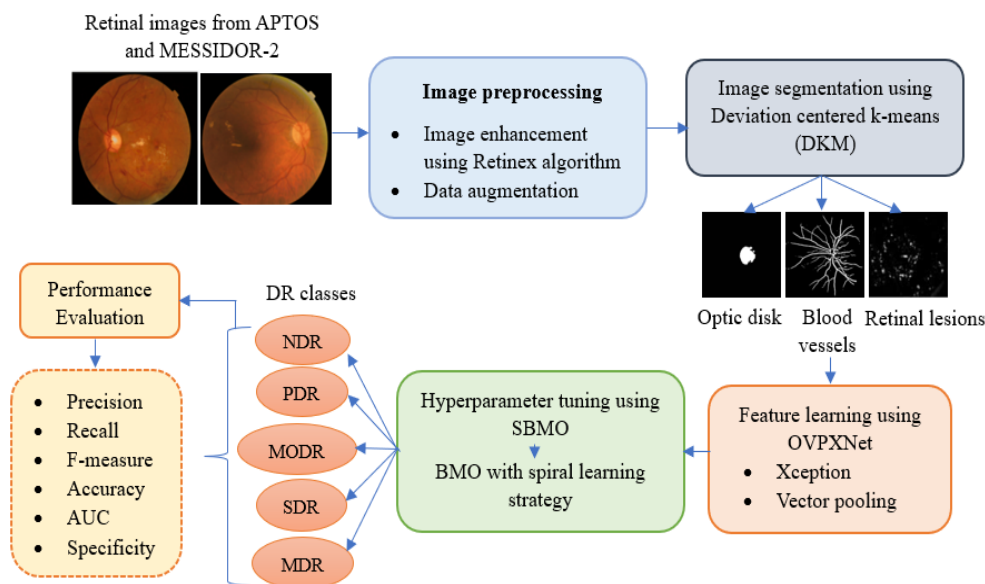 Retinal images from APTOS
and MESSIDOR-2
Image preprocessing
• Image enhancement
using Retinex algorithm
• Data augmentation
Image segmentation using
Deviation centered k-means
(DKM)
Optic disk
Blood
vessels
Retinal lesions
Feature learning using
OVPXNet
• Xception
• Vector pooling
Hyperparameter tuning using
SBMO
BMO with spiral learning
strategy
DR classes
NDR
PDR
MODR
SDR
MDR
Performance
Evaluation
• Precision
• Recall
• F-measure
• Accuracy
• AUC
• Specificity